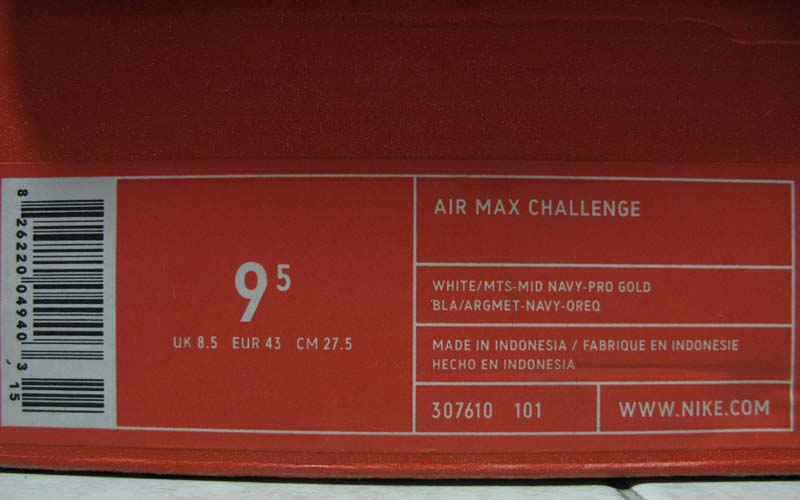 8 26220 04940 3 15
9 5
UK 8.5 EUR 43 CM 27.5
AIR MAX CHALLENGE
WHITE/MTS-MID NAVY-PRO GOLD
BLA/ARGMET-NAVY-OREQ
MADE IN INDONESIA / FABRIQUE EN INDONESIE
HECHO EN INDONESIA
307610 101
WWW.NIKE.COM